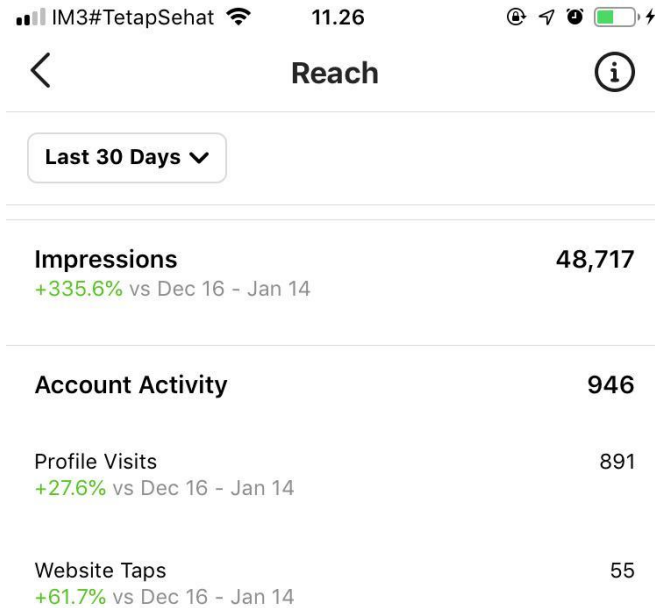 IM3#TetapSehat 11.26
Reach
Last 30 Days
Impressions 48,717
+335.6% vs Dec 16 - Jan 14
Account Activity 946
Profile Visits 891
+27.6% vs Dec 16 - Jan 14
Website Taps 55
+61.7% vs Dec 16 - Jan 14